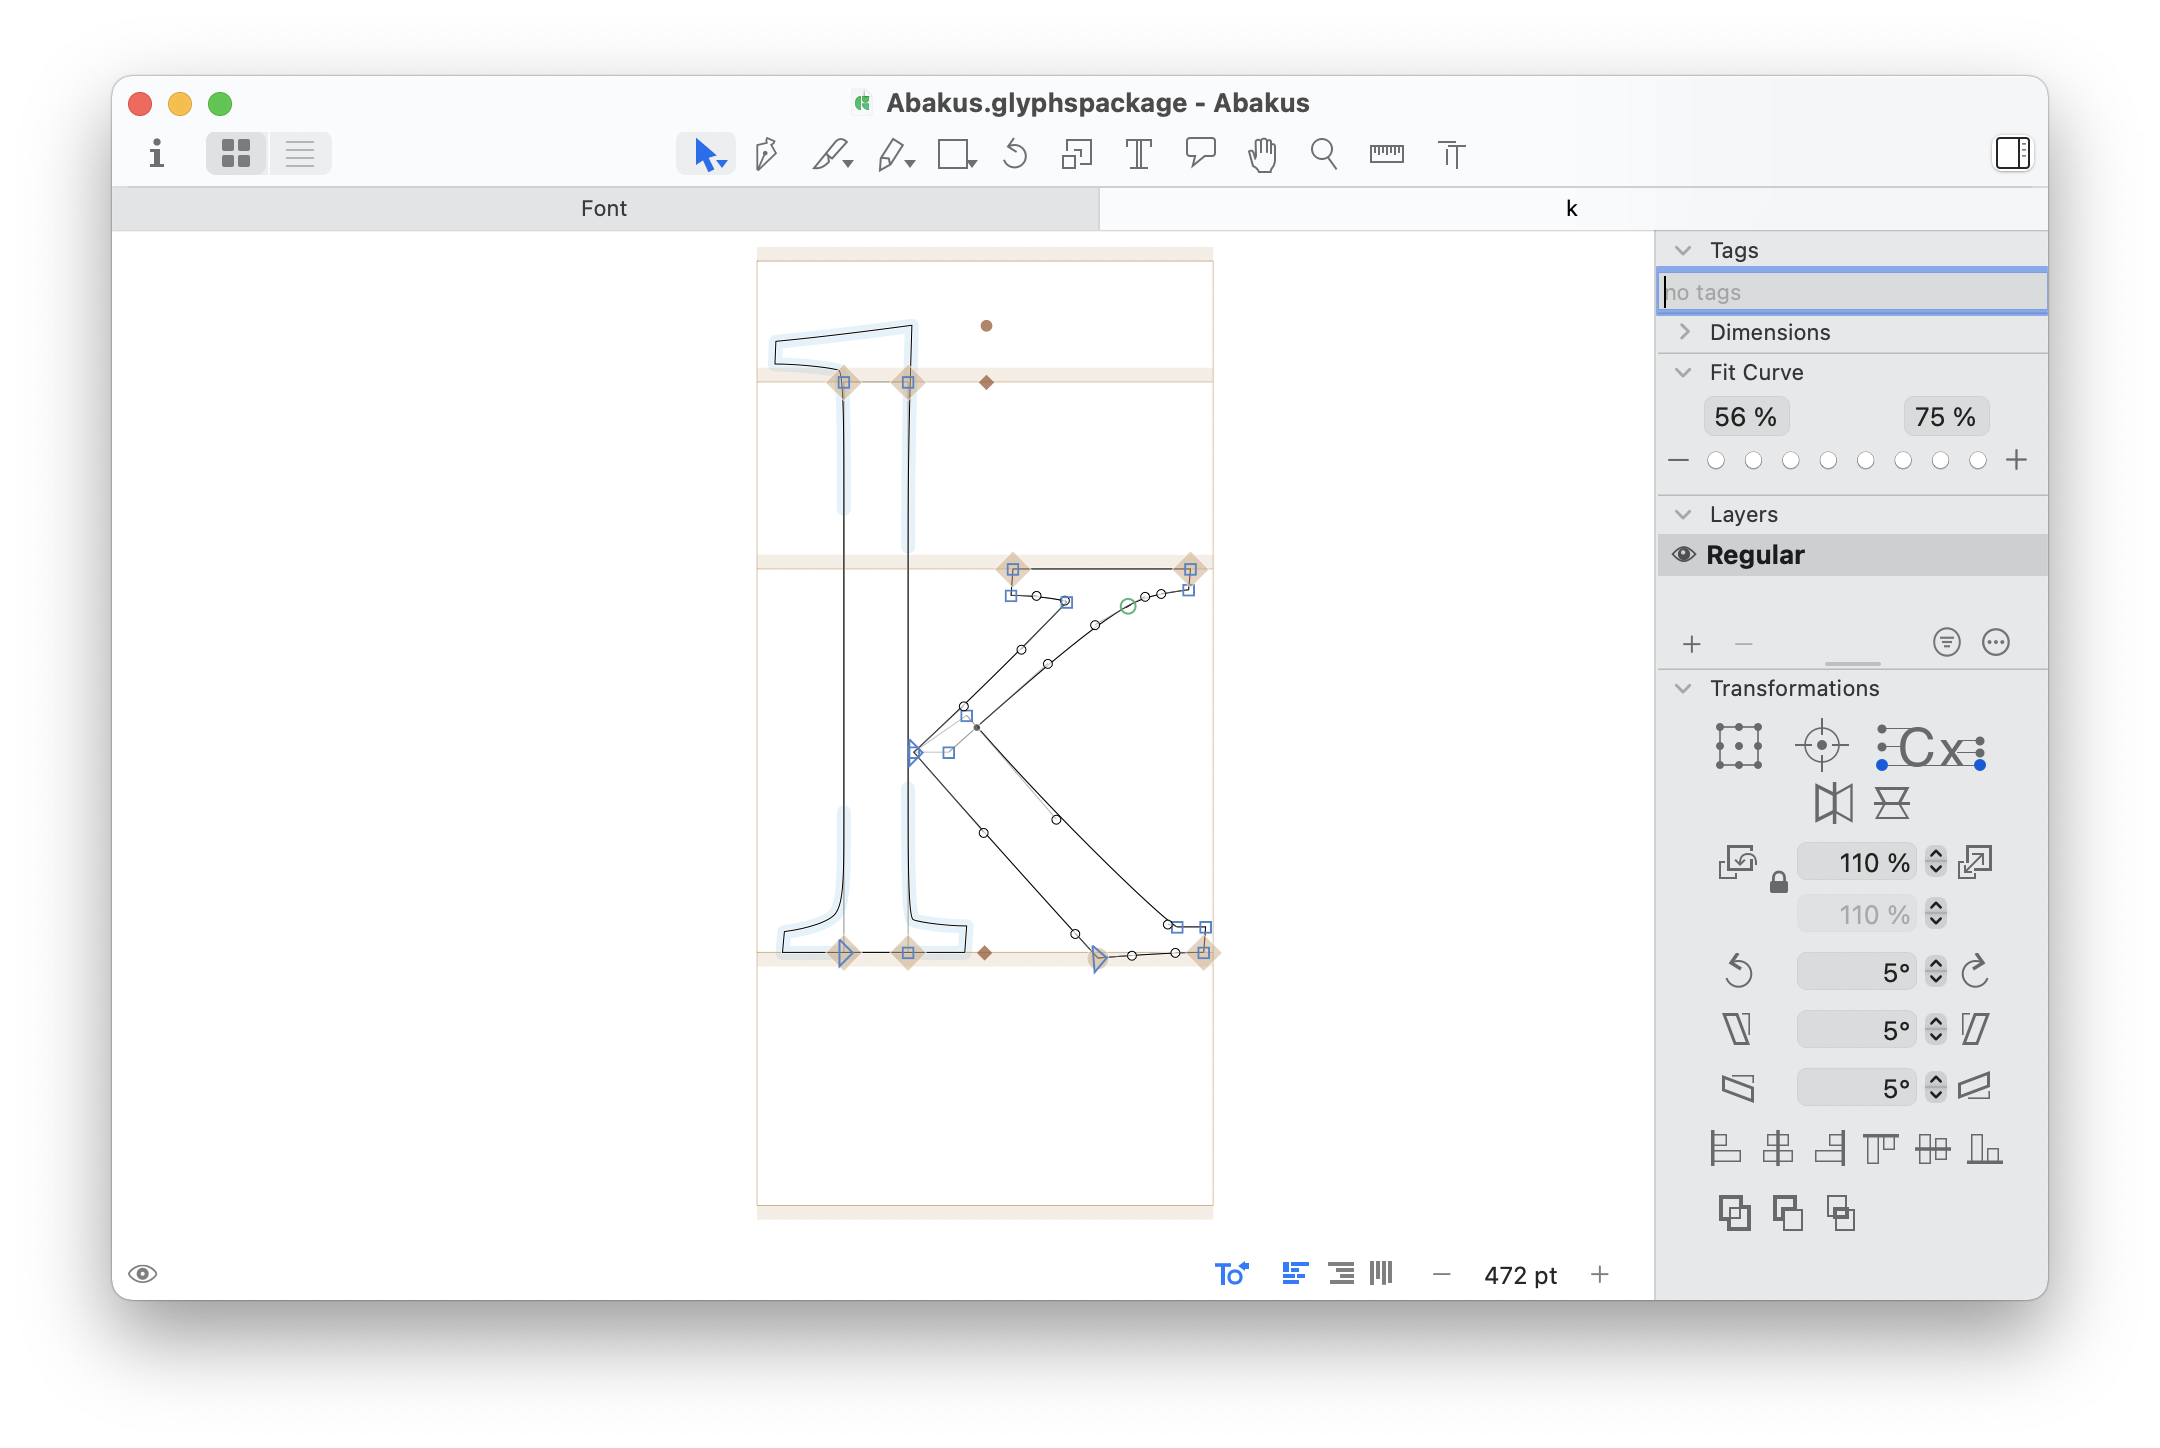 Abakus.glyphspackage - Abakus
Font
k
Tags
no tags
Dimensions
Fit Curve
56 %
75 %
Layers
Regular
Transformations
Cx
110 %
110 %
5°
5°
5°
To
472 pt